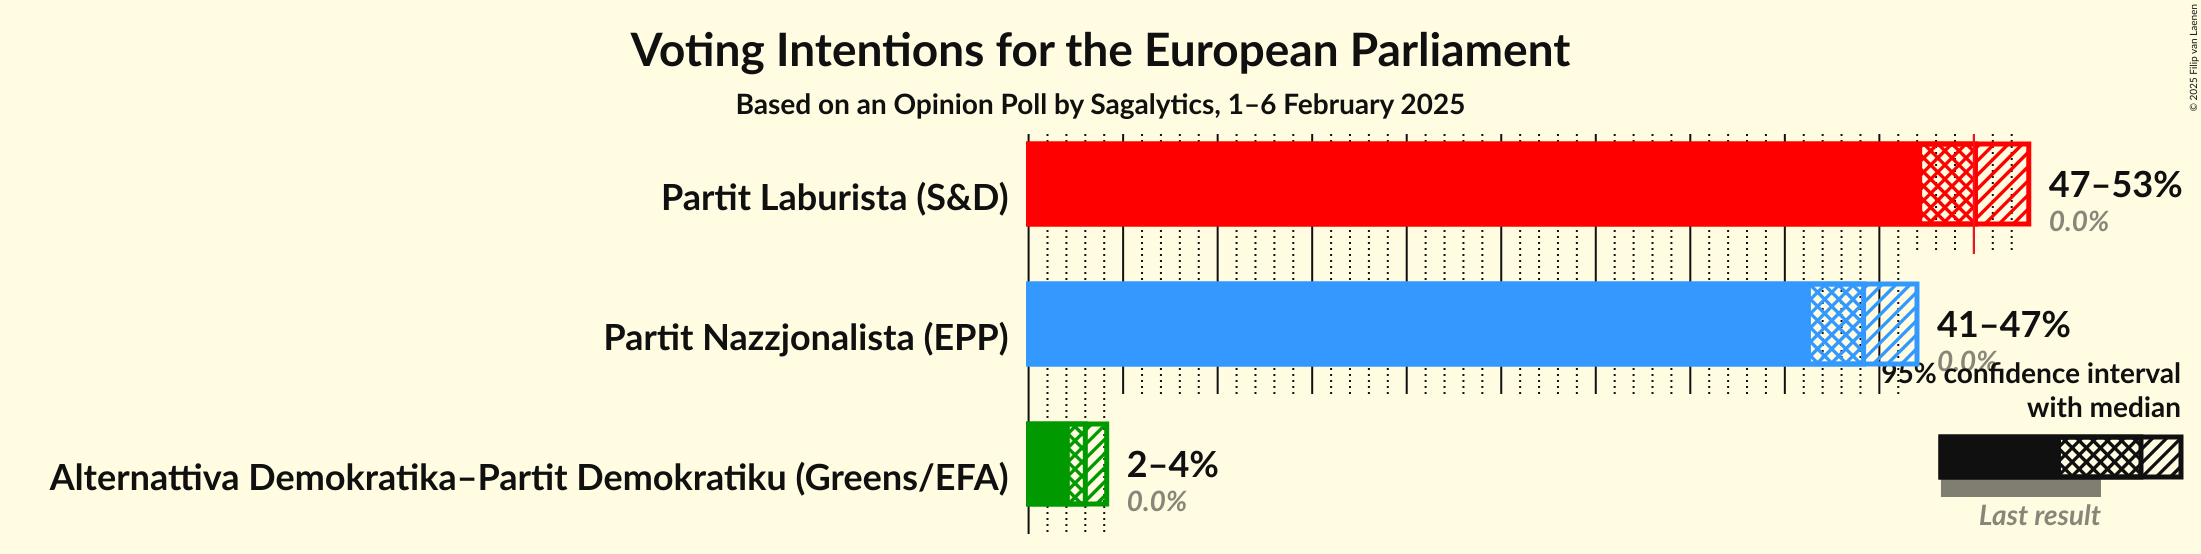 Voting Intentions for the European Parliament
Based on an Opinion Poll by Sagalytics, 1–6 February 2025
© 2025 Filip van Laenen
Partit Laburista (S&D)
47–53%
0.0%
Partit Nazzjonalista (EPP)
41–47%
0.0%
95% confidence interval
with median
Alternattiva Demokratika–Partit Demokratiku (Greens/EFA)
2–4%
0.0%
Last result